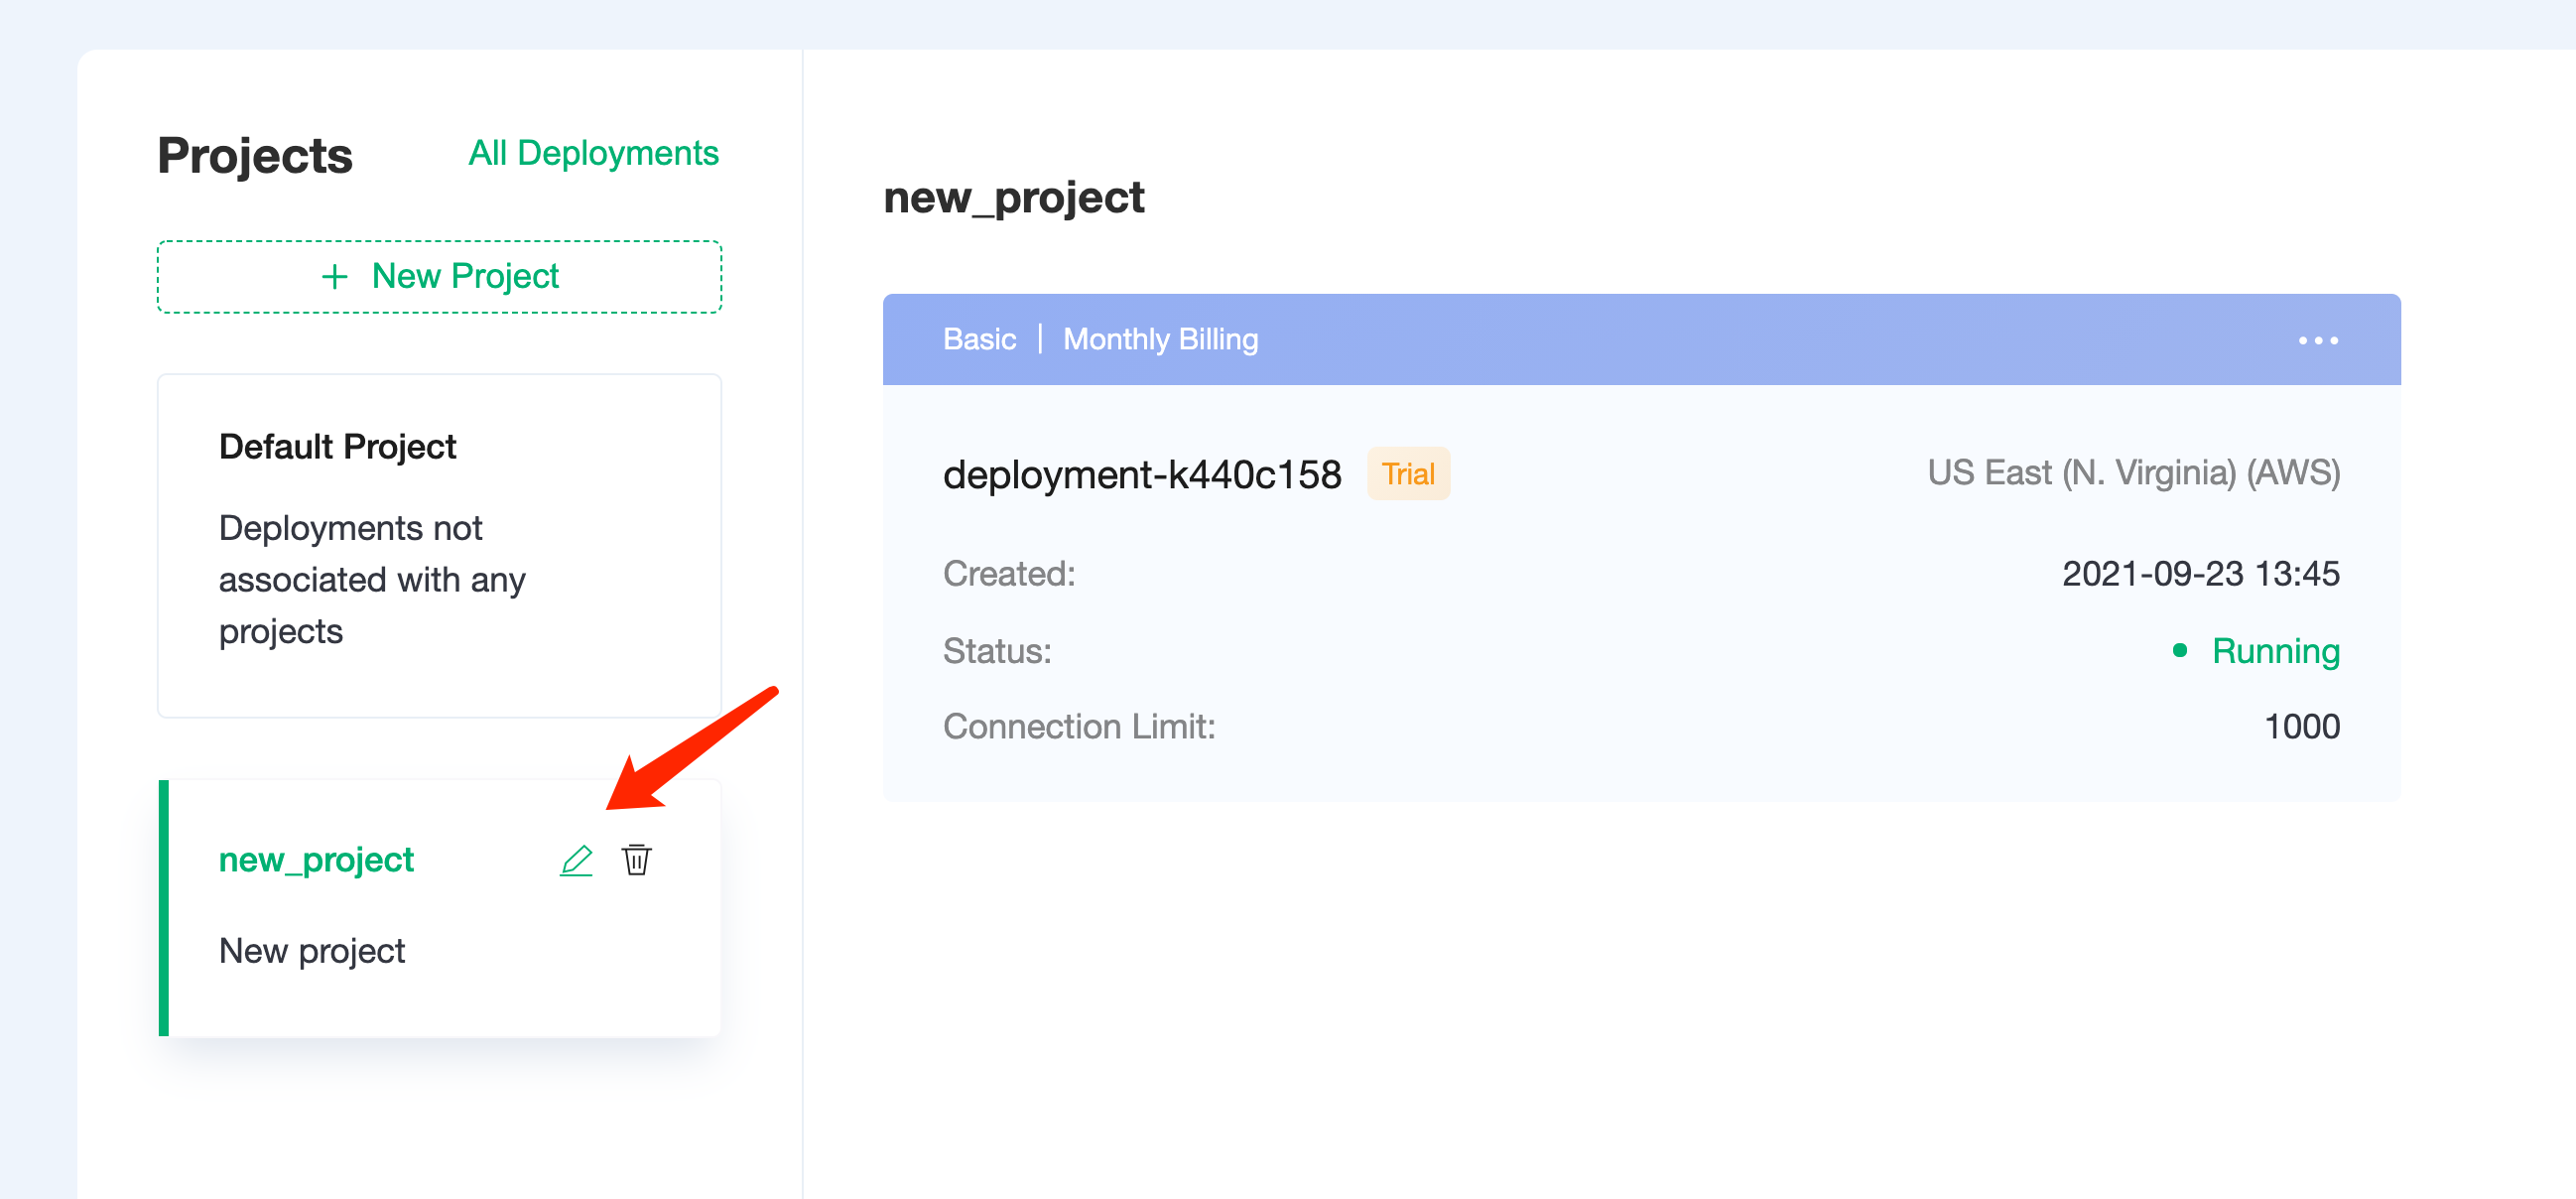 Projects
All Deployments
+ New Project
Default Project
Deployments not
associated with any
projects
new_project
New project
new_project
Basic | Monthly Billing
deployment-k440c158
Trial
US East (N. Virginia) (AWS)
Created:
2021-09-23 13:45
Status:
Running
Connection Limit:
1000